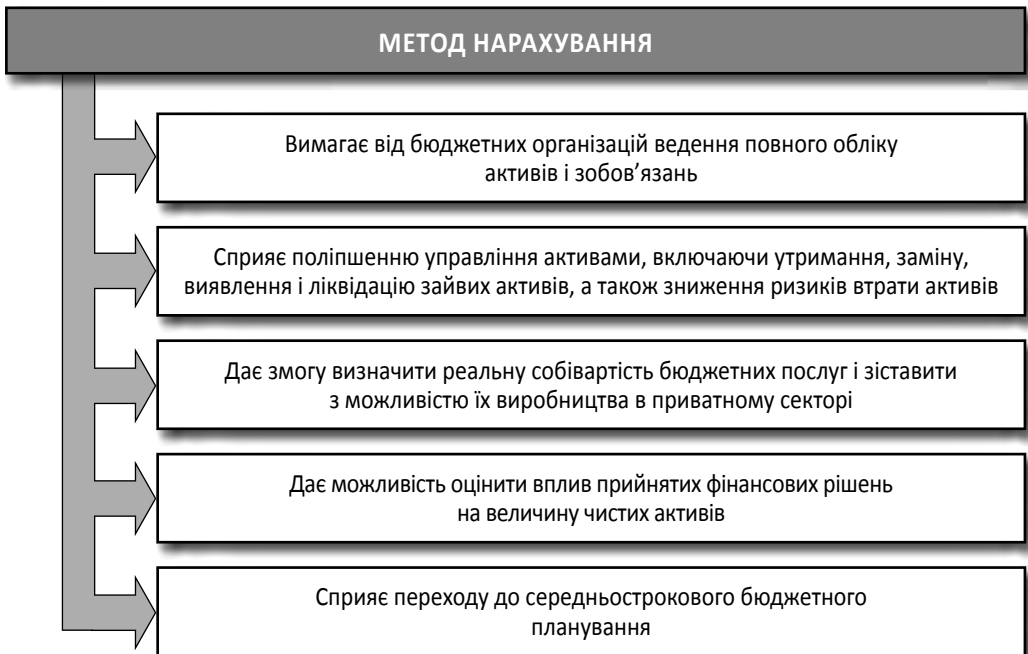 МЕТОД НАРАХУВАННЯ
Вимагає від бюджетних організацій ведення повного обліку
активів і зобов’язань
Сприяє поліпшенню управління активами, включаючи утримання, заміну,
виявлення і ліквідацію зайвих активів, а також зниження ризиків втрати активів
Дає змогу визначити реальну собівартість бюджетних послуг і зіставити
з можливістю їх виробництва в приватному секторі
Дає можливість оцінити вплив прийнятих фінансових рішень
на величину чистих активів
Сприяє переходу до середньострокового бюджетного
планування